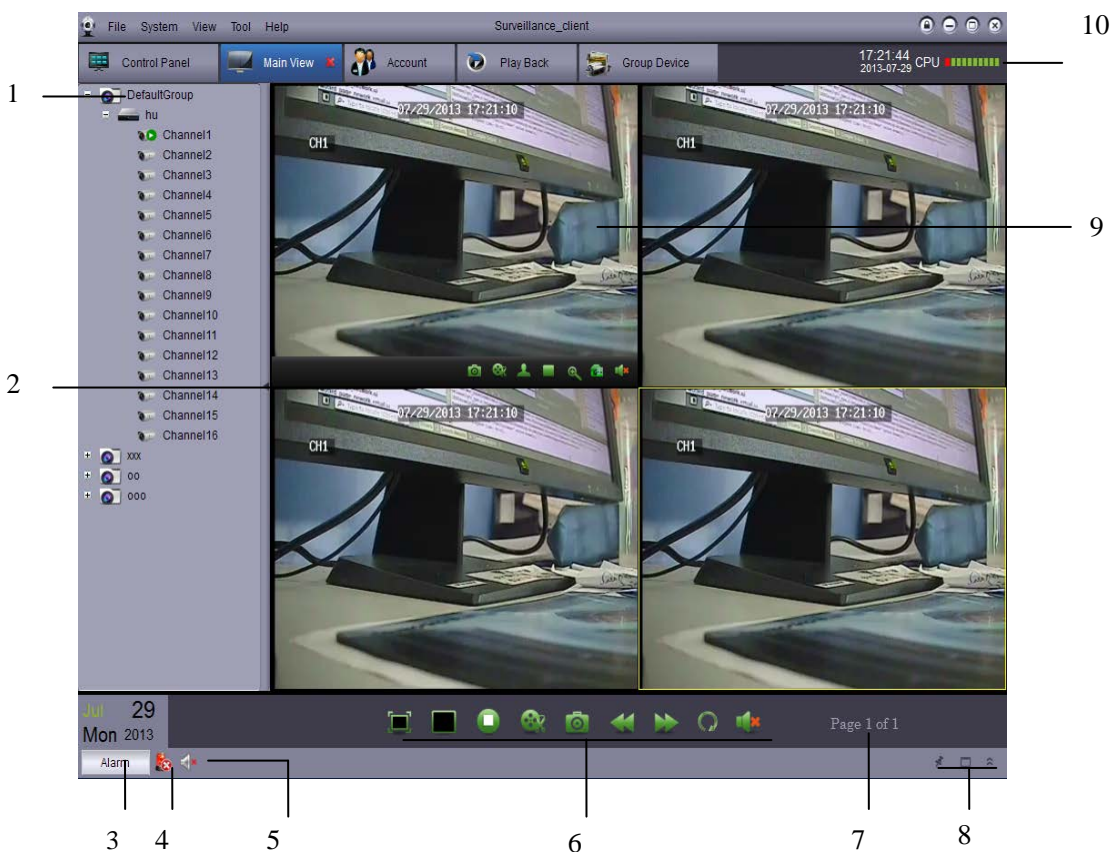 File System View Tool Help Surveillance_client
10
Control Panel Main View Account Play Back Group Device 17:21:44 2013-07-29 CPU
1
DefaultGroup
hu
Channel1
Channel2
Channel3
Channel4
Channel5
Channel6
Channel7
Channel8
Channel9
Channel10
Channel11
Channel12
Channel13
Channel14
Channel15
Channel16
xxx
oo
ooo
07/29/2013 17:21:10
CH1
07/29/2013 17:21:10
CH1
9
2
07/29/2013 17:21:10
CH1
07/29/2013 17:21:10
CH1
Jul 29
Mon 2013
Page 1 of 1
Alarm
3 4 5 6 7 8